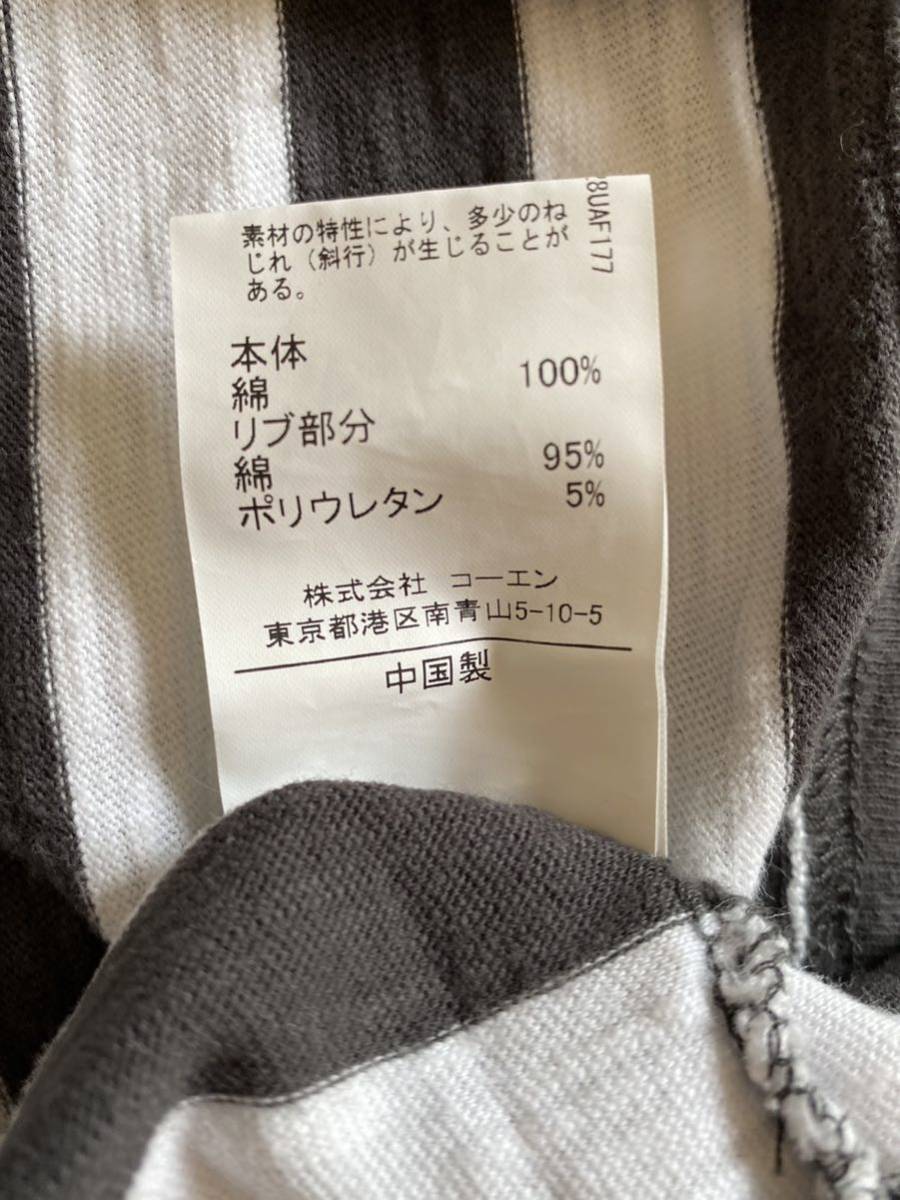 素材の特性により、多少のね
じれ（斜行）が生じることが
ある。
本体
綿 100%
リブ部分
綿 95%
ポリウレタン 5%
株式会社 コーエン
東京都港区南青山5-10-5
中国製
8UAF177